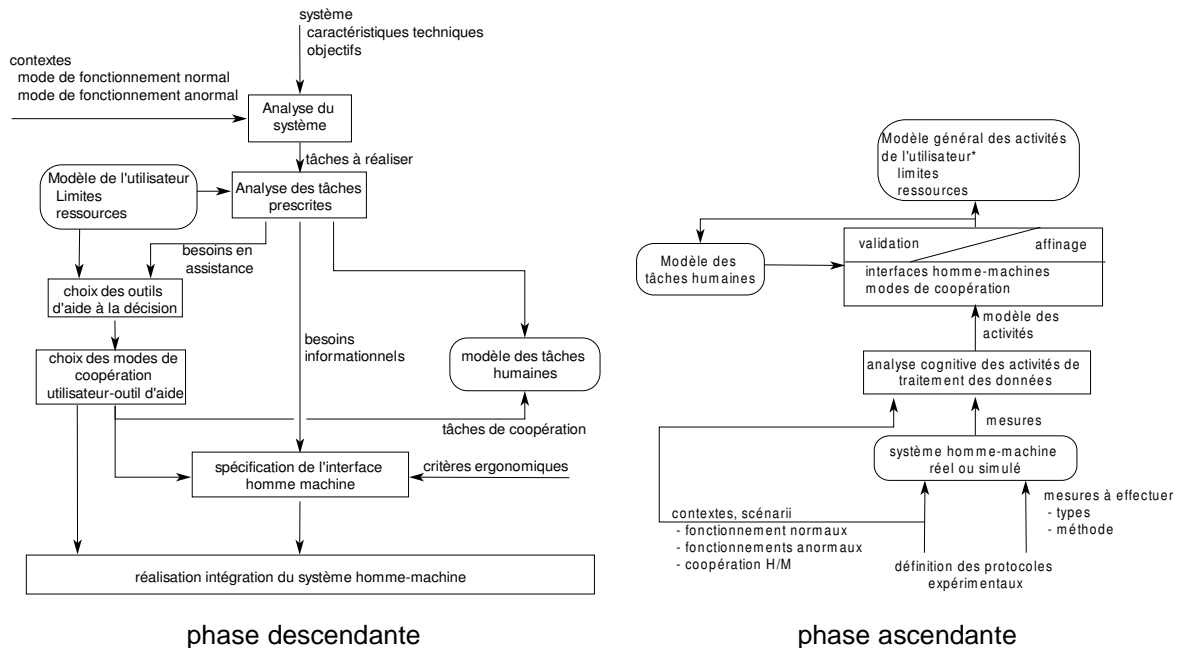 système
caractéristiques techniques
objectifs
contextes
mode de fonctionnement normal
mode de fonctionnement anormal
Analyse du
système
tâches à réaliser
Modèle de l'utilisateur
Limites
ressources
Analyse des tâches
prescrites
besoins en
assistance
choix des outils
d'aide à la décision
besoins
informationnels
choix des modes de
coopération
utilisateur-outil d'aide
modèle des tâches
humaines
tâches de coopération
spécification de l'interface
homme machine
critères ergonomiques
réalisation intégration du système homme-machine
phase descendante
Modèle général des activités
de l'utilisateur*
limites
ressources
validation
affinage
Modèle des
tâches humaines
interfaces homme-machines
modes de coopération
modèle des
activités
analyse cognitive des activités de
traitement des données
mesures
système homme-machine
réel ou simulé
mesures à effectuer
- types
- méthode
contextes, scénarii
- fonctionnement normaux
- fonctionnements anormaux
- coopération H/M
définition des protocoles
expérimentaux
phase ascendante